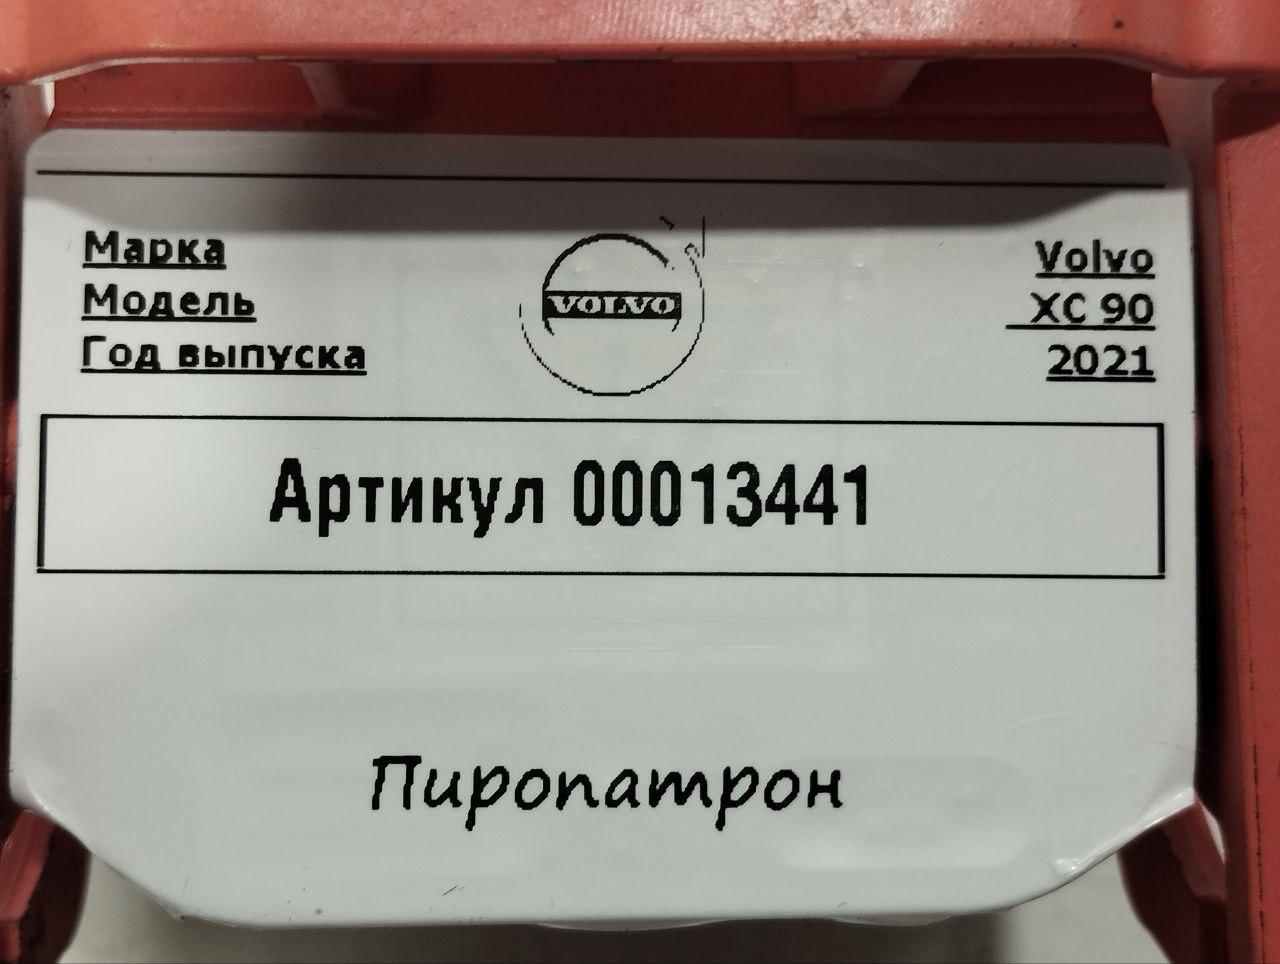 Марка VOLVO Volvo
Модель XC 90
Год выпуска 2021
Артикул 00013441
Пиропатрон